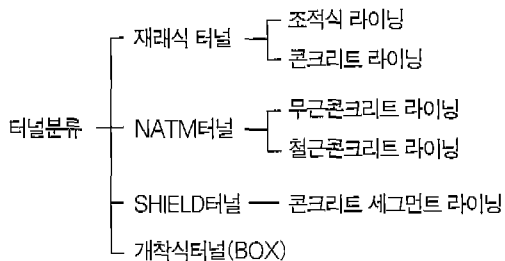 조적식 라이닝
재래식 터널
콘크리트 라이닝
무근콘크리트 라이닝
터널분류
NATM터널
철근콘크리트 라이닝
SHIELD터널
콘크리트 세그먼트 라이닝
개착식터널(BOX)